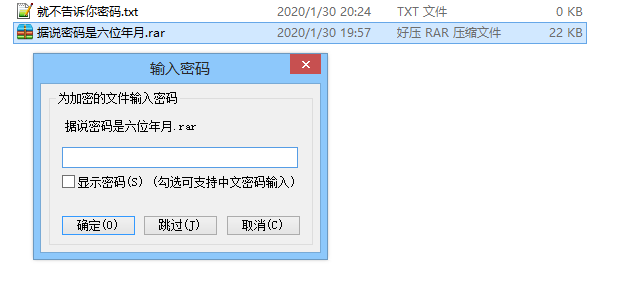 就不告诉你密码.txt 2020/1/30 20:24 TXT 文件 0 KB
据说密码是六位年月.rar 2020/1/30 19:57 好压 RAR 压缩文件 22 KB
输入密码
为加密的文件输入密码
据说密码是六位年月.rar
显示密码(S) (勾选可支持中文密码输入)
确定(O) 跳过(J) 取消(C)